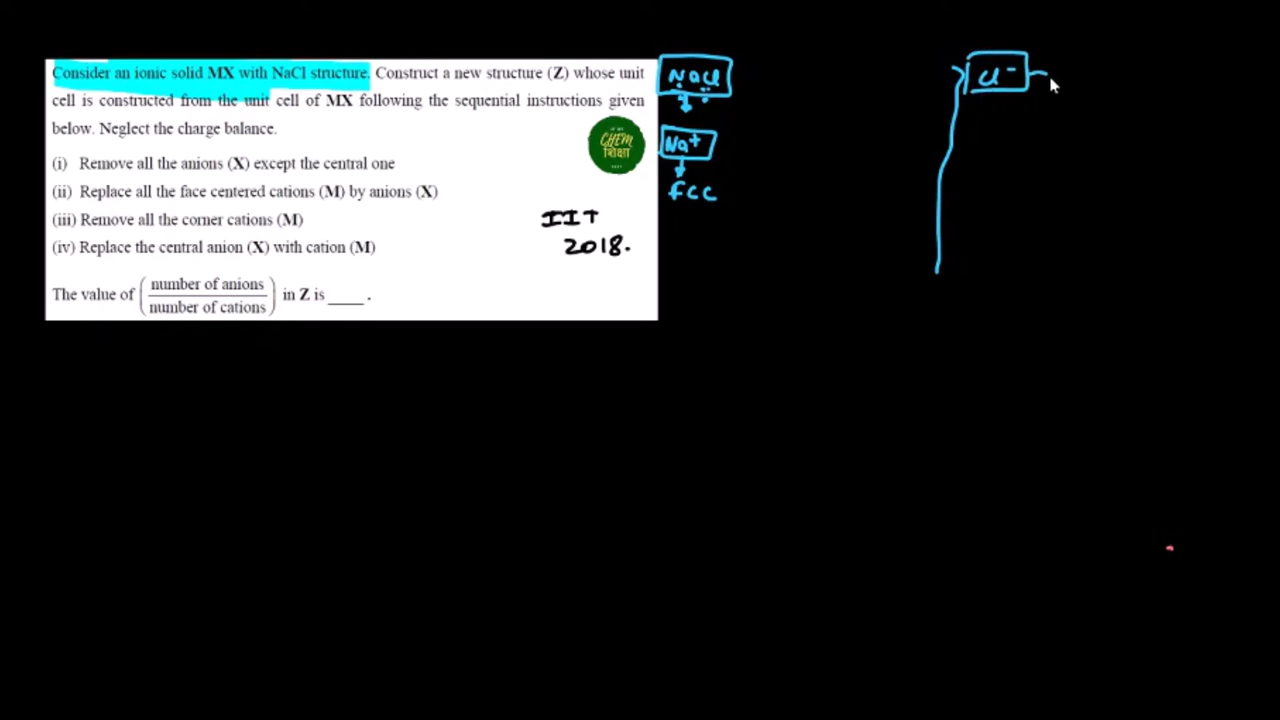 Consider an ionic solid MX with NaCl structure. Construct a new structure (Z) whose unit
cell is constructed from the unit cell of MX following the sequential instructions given
below. Neglect the charge balance.
(i) Remove all the anions (X) except the central one
(ii) Replace all the face centered cations (M) by anions (X)
(iii) Remove all the corner cations (M)
(iv) Replace the central anion (X) with cation (M)
The value of (number of anions / number of cations) in Z is ____ .
CHEM
शिक्षा
IIT
2018.
NaCl
Na+
FCC
Cl-